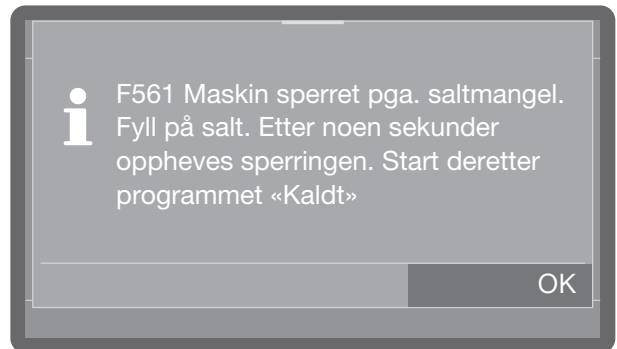 F561 Maskin sperret pga. saltmangel.
Fyll på salt. Etter noen sekunder
oppheves sperringen. Start deretter
programmet «Kaldt»
OK